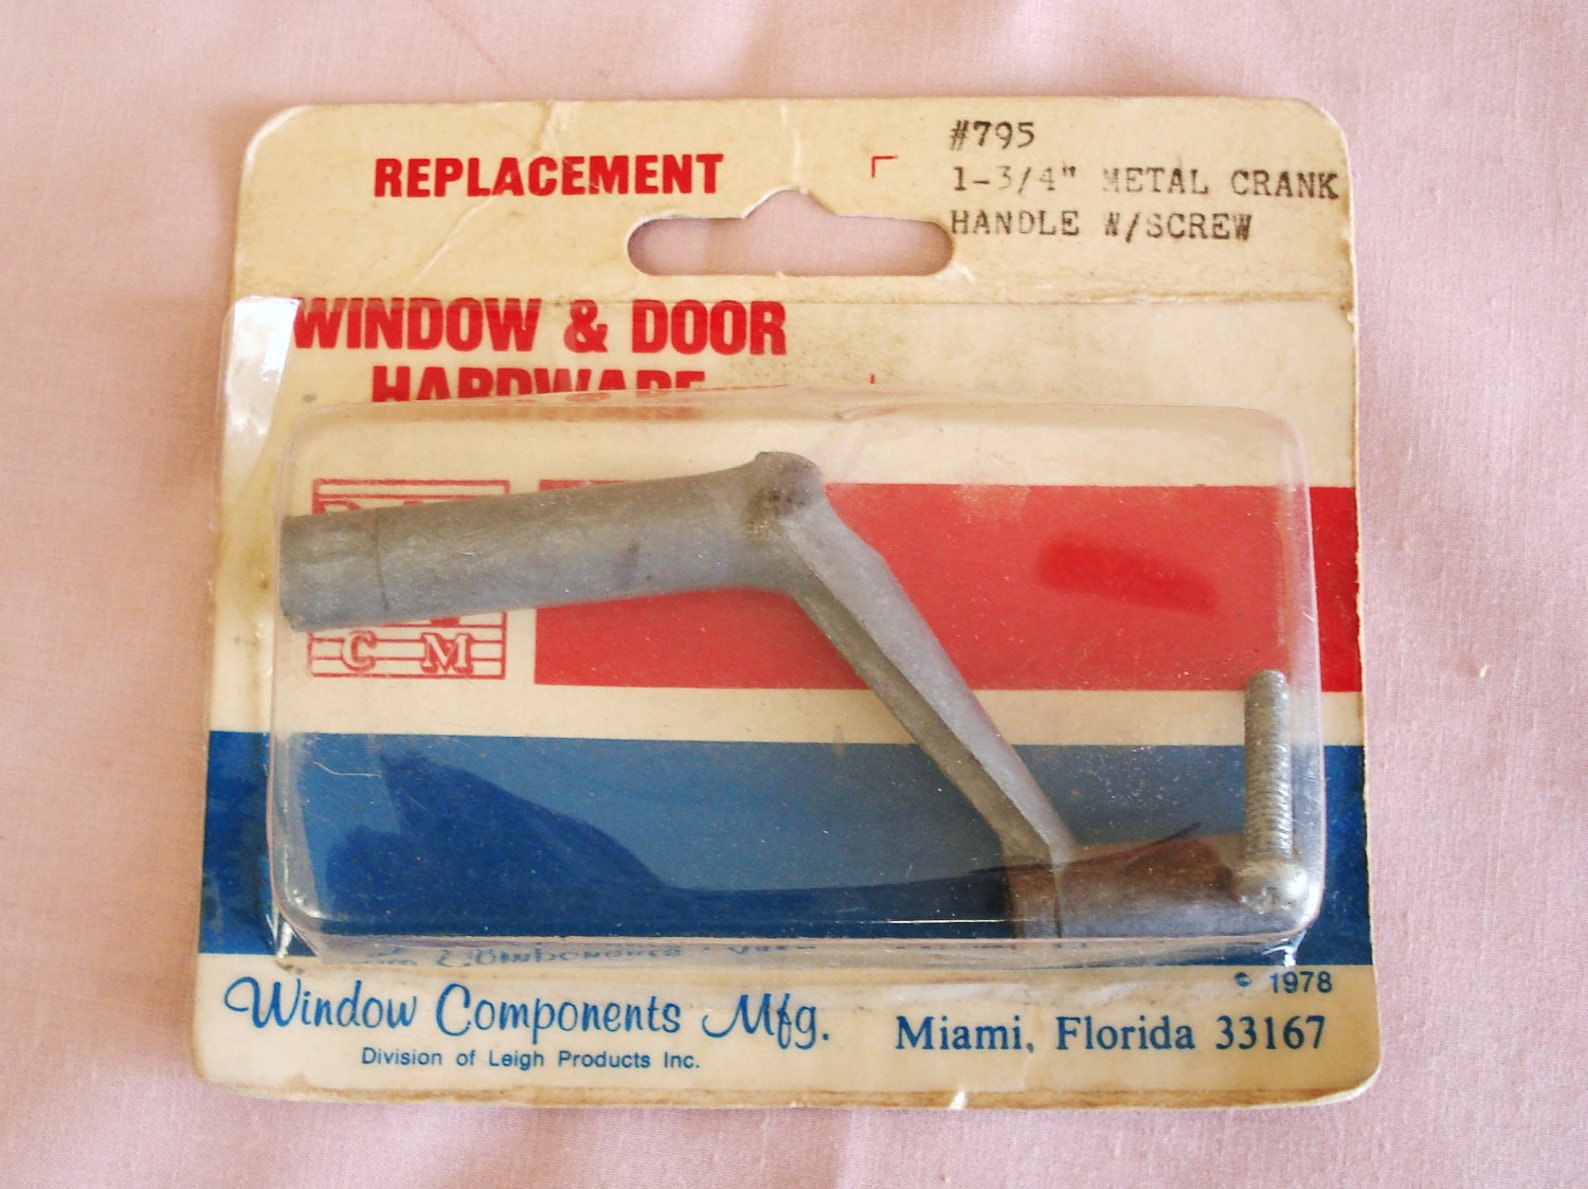 REPLACEMENT
#795
1-3/4" METAL CRANK
HANDLE W/SCREW
WINDOW & DOOR
HARDWARE
C M
© 1978
Window Components Mfg.
Miami, Florida 33167
Division of Leigh Products Inc.